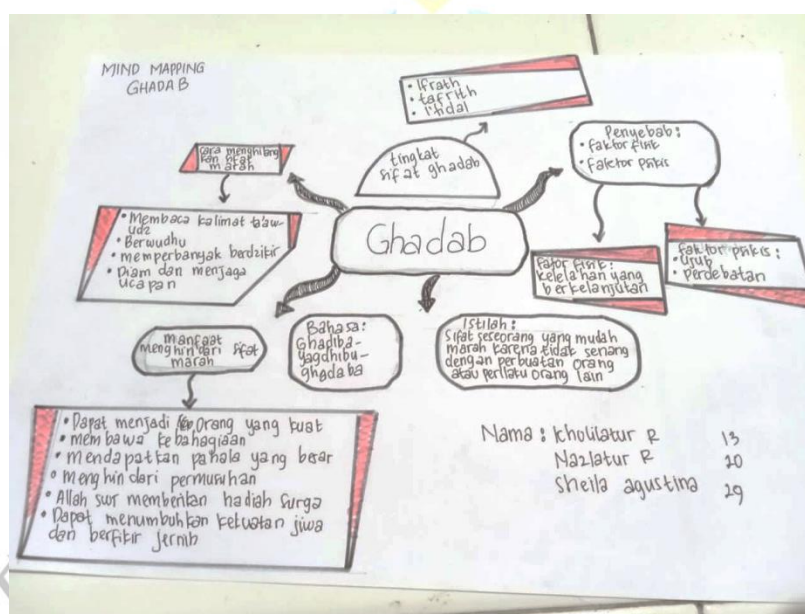 MIND MAPPING
GHADAB
• Ifrath
• tafrith
• I'tidal
tingkat
sifat ghadab
Penyebab:
• faktor fisik
• faktor psikis
cara menghilang
kan sifat
marah
• Membaca kalimat ta'aw
udz
• Berwudhu
• memperbanyak berdzikir
• Diam dan menjaga
ucapan
Ghadab
fator fisik:
kelelahan yang
berkelanjutan
faktor psikis:
• Ujub
• perdebatan
manfaat
menghindari sifat
marah
Bahasa:
Ghadiba-
yaghdhibu-
ghadaba
Istilah:
Sifat seseorang yang mudah
marah karena tidak senang
dengan perbuatan orang
atau perilaku orang lain
• Dapat menjadi orang yang kuat
• membawa kebahagiaan
• mendapatkan pahala yang besar
• Menghindari permusuhan
• Allah swt memberikan hadiah surga
• Dapat menumbuhkan kekuatan jiwa
dan berfikir jernih
Nama: Kholilatur R 13
Nazlatur R 20
Sheila agustina 29